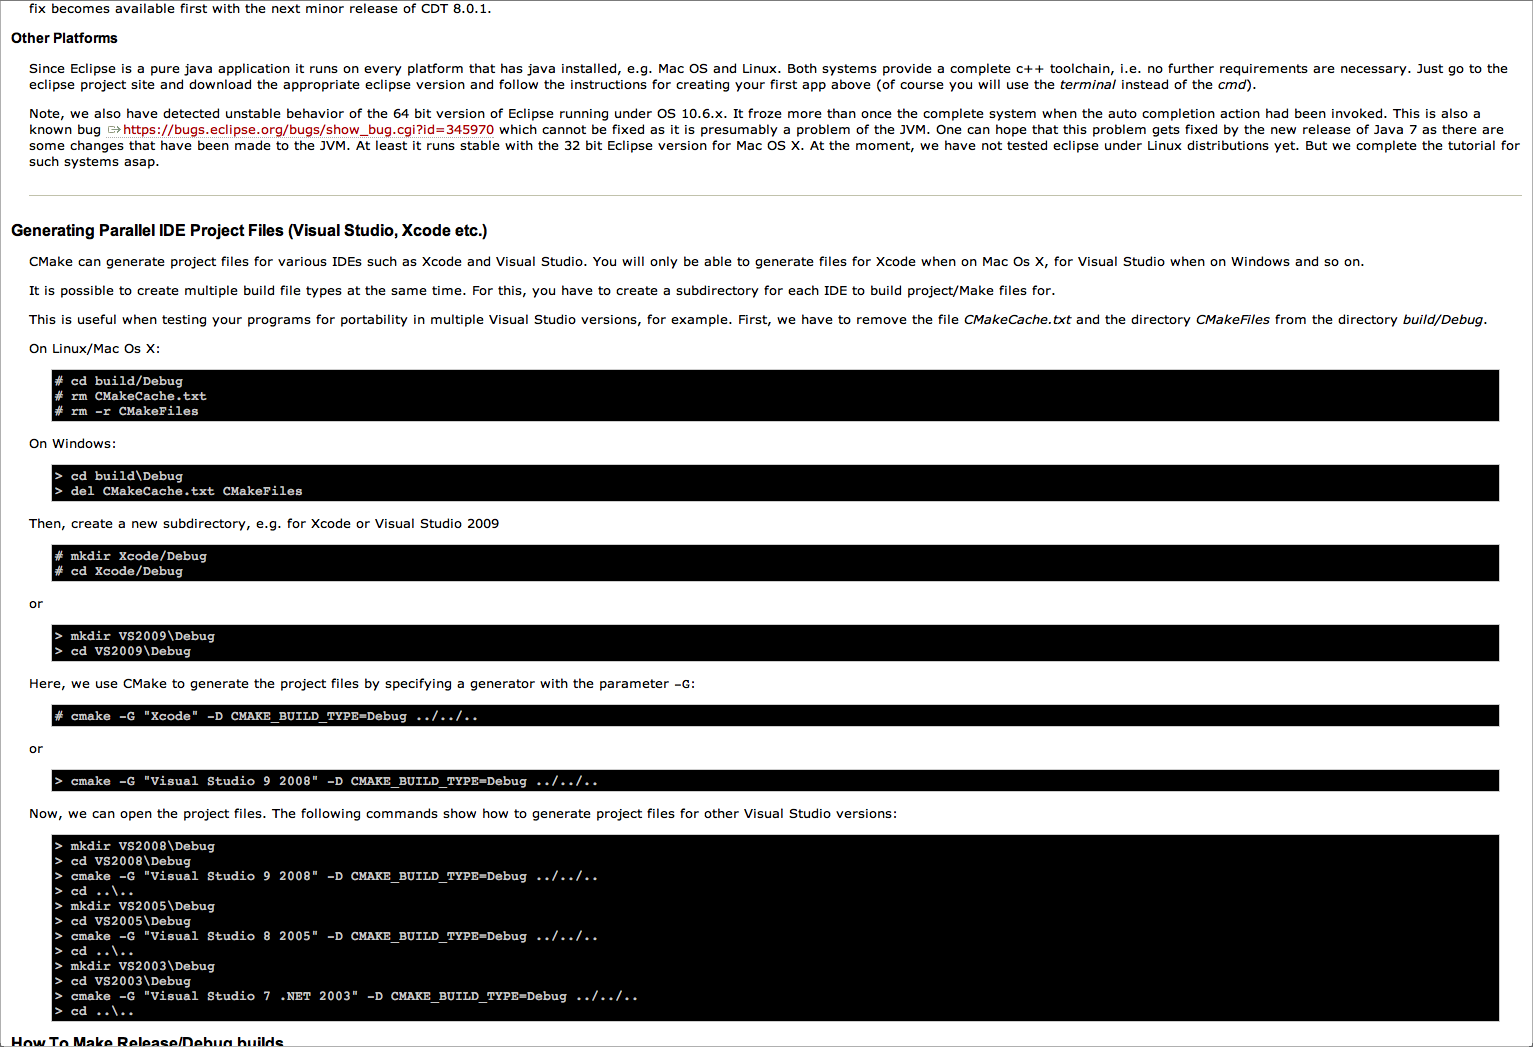 fix becomes available first with the next minor release of CDT 8.0.1.
Other Platforms
Since Eclipse is a pure java application it runs on every platform that has java installed, e.g. Mac OS and Linux. Both systems provide a complete c++ toolchain, i.e. no further requirements are necessary. Just go to the
eclipse project site and download the appropriate eclipse version and follow the instructions for creating your first app above (of course you will use the terminal instead of the cmd).
Note, we also have detected unstable behavior of the 64 bit version of Eclipse running under OS 10.6.x. It froze more than once the complete system when the auto completion action had been invoked. This is also a
known bug https://bugs.eclipse.org/bugs/show_bug.cgi?id=345970 which cannot be fixed as it is presumably a problem of the JVM. One can hope that this problem gets fixed by the new release of Java 7 as there are
some changes that have been made to the JVM. At least it runs stable with the 32 bit Eclipse version for Mac OS X. At the moment, we have not tested eclipse under Linux distributions yet. But we complete the tutorial for
such systems asap.
Generating Parallel IDE Project Files (Visual Studio, Xcode etc.)
CMake can generate project files for various IDEs such as Xcode and Visual Studio. You will only be able to generate files for Xcode when on Mac Os X, for Visual Studio when on Windows and so on.
It is possible to create multiple build file types at the same time. For this, you have to create a subdirectory for each IDE to build project/Make files for.
This is useful when testing your programs for portability in multiple Visual Studio versions, for example. First, we have to remove the file CMakeCache.txt and the directory CMakeFiles from the directory build/Debug.
On Linux/Mac Os X:
# cd build/Debug
# rm CMakeCache.txt
# rm -r CMakeFiles
On Windows:
> cd build\Debug
> del CMakeCache.txt CMakeFiles
Then, create a new subdirectory, e.g. for Xcode or Visual Studio 2009
# mkdir Xcode/Debug
# cd Xcode/Debug
or
> mkdir VS2009\Debug
> cd VS2009\Debug
Here, we use CMake to generate the project files by specifying a generator with the parameter -G:
# cmake -G "Xcode" -D CMAKE_BUILD_TYPE=Debug ../../..
or
> cmake -G "Visual Studio 9 2008" -D CMAKE_BUILD_TYPE=Debug ../../..
Now, we can open the project files. The following commands show how to generate project files for other Visual Studio versions:
> mkdir VS2008\Debug
> cd VS2008\Debug
> cmake -G "Visual Studio 9 2008" -D CMAKE_BUILD_TYPE=Debug ../../..
> cd ..\..
> mkdir VS2005\Debug
> cd VS2005\Debug
> cmake -G "Visual Studio 8 2005" -D CMAKE_BUILD_TYPE=Debug ../../..
> cd ..\..
> mkdir VS2003\Debug
> cd VS2003\Debug
> cmake -G "Visual Studio 7 .NET 2003" -D CMAKE_BUILD_TYPE=Debug ../../..
> cd ..\..
How To Make Release/Debug builds